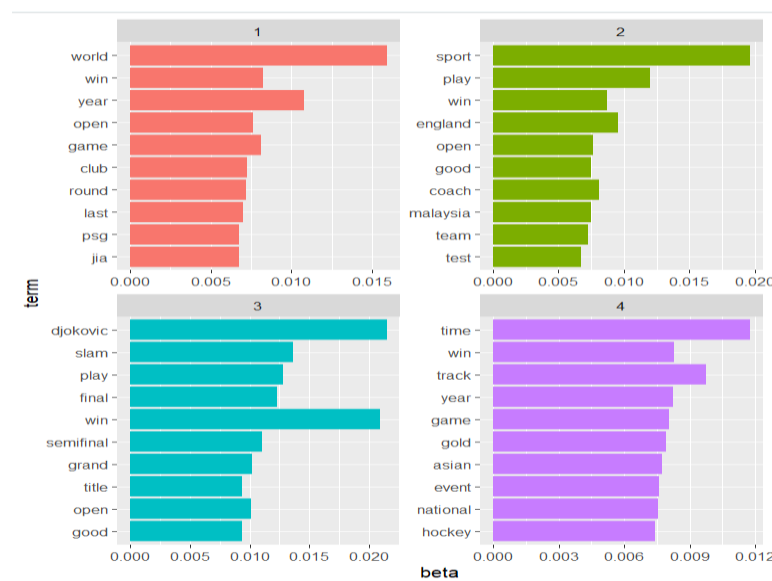 1
world
win
year
open
game
club
round
last
psg
jia
0.000 0.005 0.010 0.015
2
sport
play
win
england
open
good
coach
malaysia
team
test
0.000 0.005 0.010 0.015 0.020
term
3
djokovic
slam
play
final
win
semifinal
grand
title
open
good
0.000 0.005 0.010 0.015 0.020
4
time
win
track
year
game
gold
asian
event
national
hockey
0.000 0.003 0.006 0.009 0.012
beta